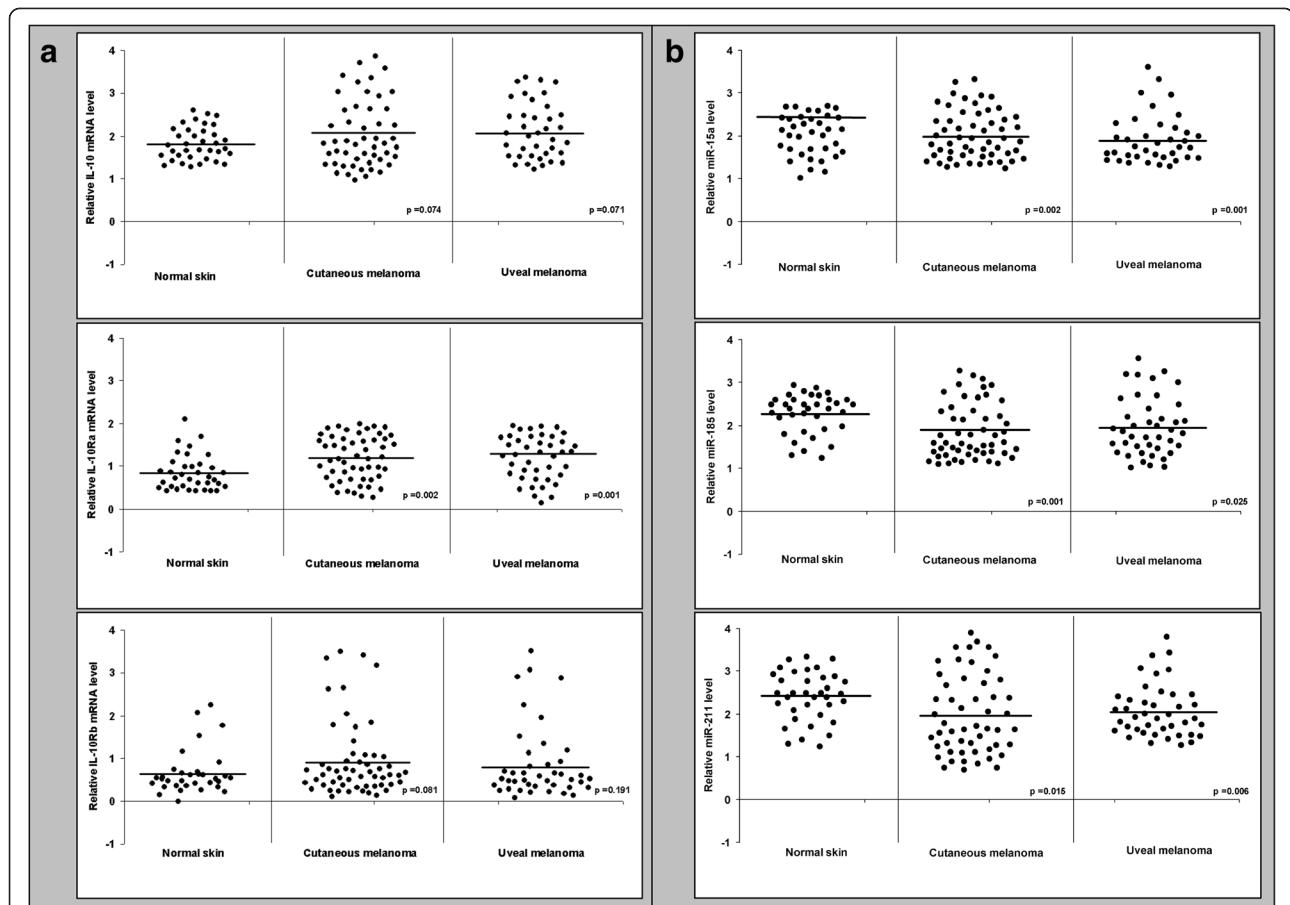 a
Relative IL-10 mRNA level
4
3
2
1
0
-1
p =0.074
p =0.071
Normal skin
Cutaneous melanoma
Uveal melanoma
Relative IL-10Ra mRNA level
4
3
2
1
0
-1
p =0.002
p =0.001
Normal skin
Cutaneous melanoma
Uveal melanoma
Relative IL-10Rb mRNA level
4
3
2
1
0
-1
p =0.081
p =0.191
Normal skin
Cutaneous melanoma
Uveal melanoma
b
Relative miR-15a level
4
3
2
1
0
-1
p =0.002
p =0.001
Normal skin
Cutaneous melanoma
Uveal melanoma
Relative miR-185 level
4
3
2
1
0
-1
p =0.001
p =0.025
Normal skin
Cutaneous melanoma
Uveal melanoma
Relative miR-211 level
4
3
2
1
0
-1
p =0.015
p =0.006
Normal skin
Cutaneous melanoma
Uveal melanoma